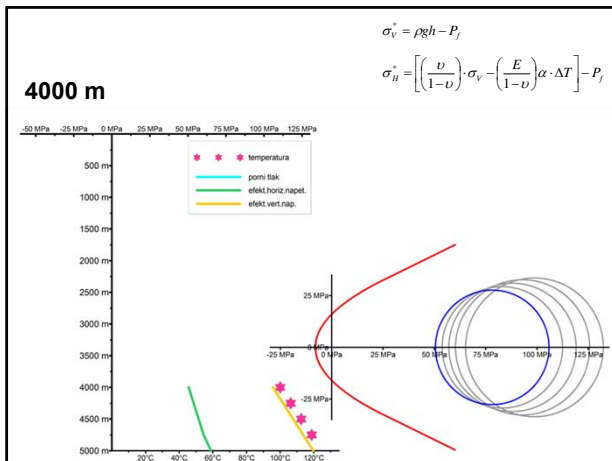 σ*V = ρgh − Pf
σ*H = [(υ/(1−υ))·σV − (E/(1−υ))α·ΔT] − Pf
4000 m
-50 MPa -25 MPa 0 MPa 25 MPa 50 MPa 75 MPa 100 MPa 125 MPa
temperatura
porni tlak
efekt.horiz.napet.
efekt.vert.nap.
500 m
1000 m
1500 m
2000 m
2500 m
3000 m
3500 m
4000 m
4500 m
5000 m
20°C 40°C 60°C 80°C 100°C 120°C
25 MPa
-25 MPa 0 MPa 25 MPa 50 MPa 75 MPa 100 MPa 125 MPa
-25 MPa